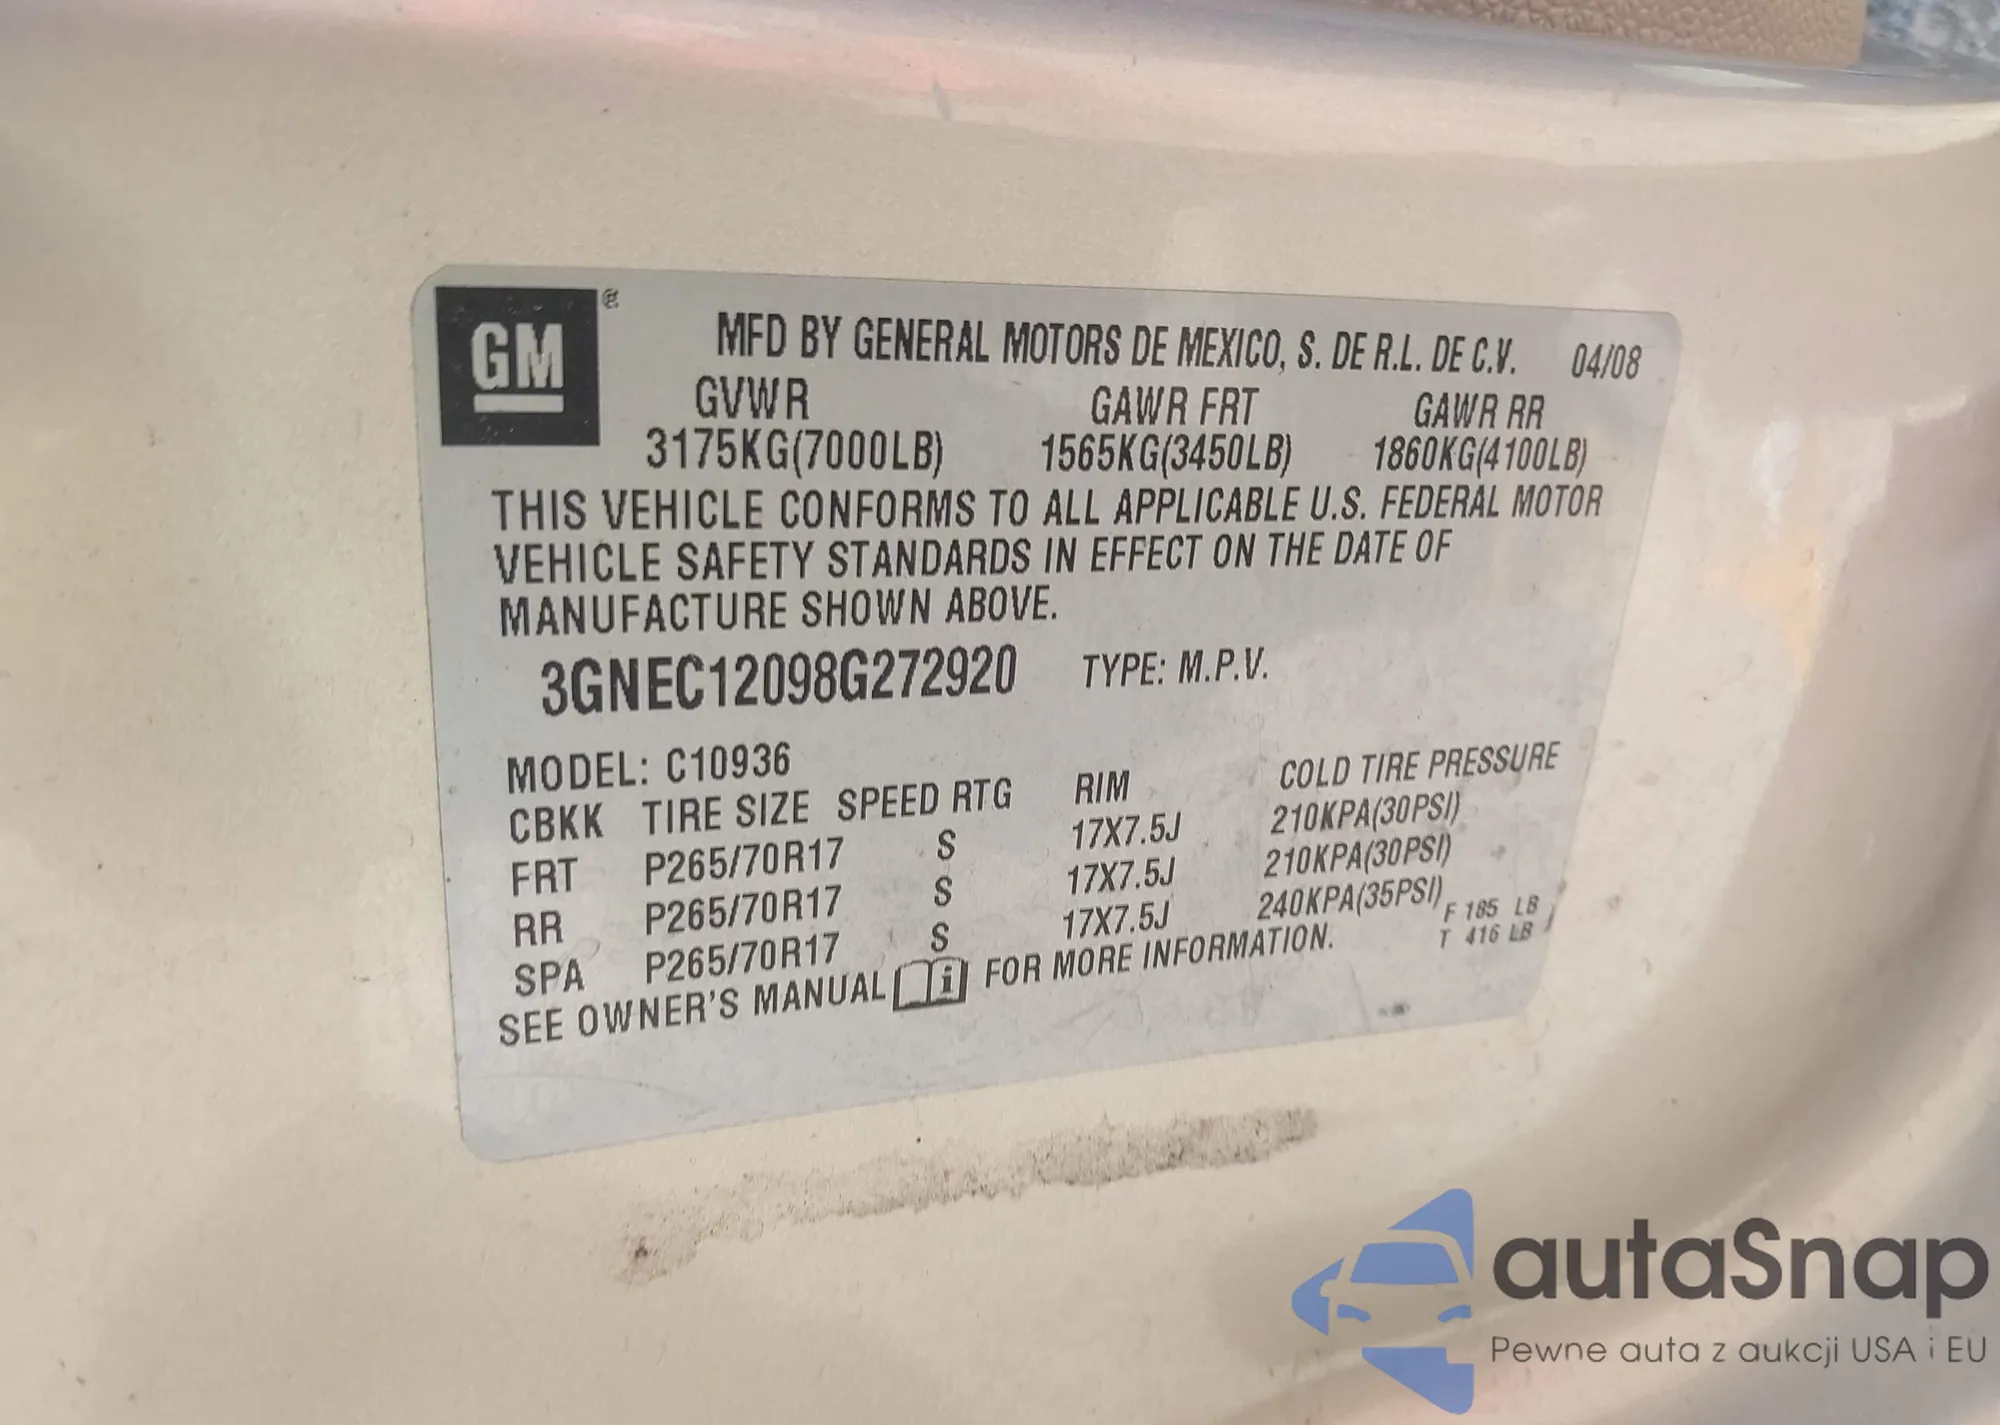 GM®
MFD BY GENERAL MOTORS DE MEXICO, S. DE R.L. DE C.V. 04/08
GVWR GAWR FRT GAWR RR
3175KG(7000LB) 1565KG(3450LB) 1860KG(4100LB)
THIS VEHICLE CONFORMS TO ALL APPLICABLE U.S. FEDERAL MOTOR
VEHICLE SAFETY STANDARDS IN EFFECT ON THE DATE OF
MANUFACTURE SHOWN ABOVE.
3GNEC12098G272920 TYPE: M.P.V.
MODEL: C10936
CBKK TIRE SIZE SPEED RTG RIM COLD TIRE PRESSURE
FRT P265/70R17 S 17X7.5J 210KPA(30PSI)
RR P265/70R17 S 17X7.5J 210KPA(30PSI)
SPA P265/70R17 S 17X7.5J 240KPA(35PSI)
F 185 LB
T 416 LB
SEE OWNER'S MANUAL i FOR MORE INFORMATION.
autaSnap
Pewne auta z aukcji USA i EU